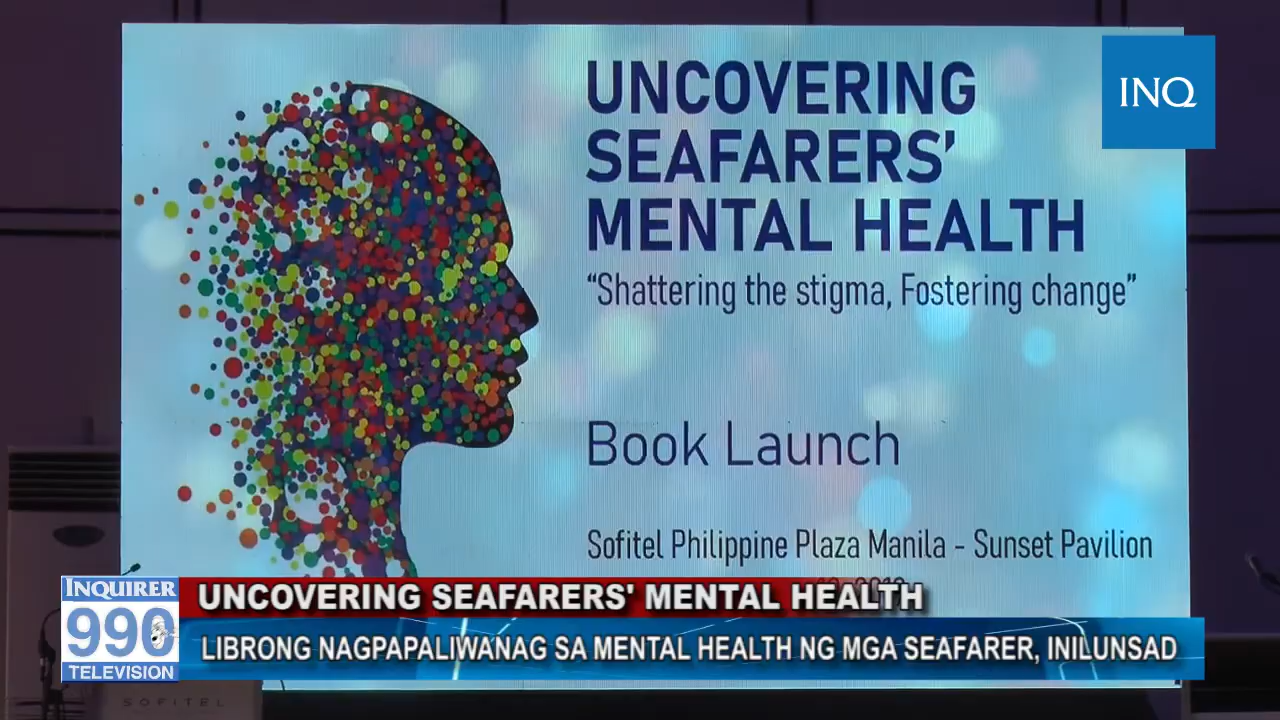 UNCOVERING
SEAFARERS'
MENTAL HEALTH
"Shattering the stigma, Fostering change"
Book Launch
Sofitel Philippine Plaza Manila - Sunset Pavilion
INQ
INQUIRER
990
TELEVISION
UNCOVERING SEAFARERS' MENTAL HEALTH
LIBRONG NAGPAPALIWANAG SA MENTAL HEALTH NG MGA SEAFARER, INILUNSAD
SOFITEL